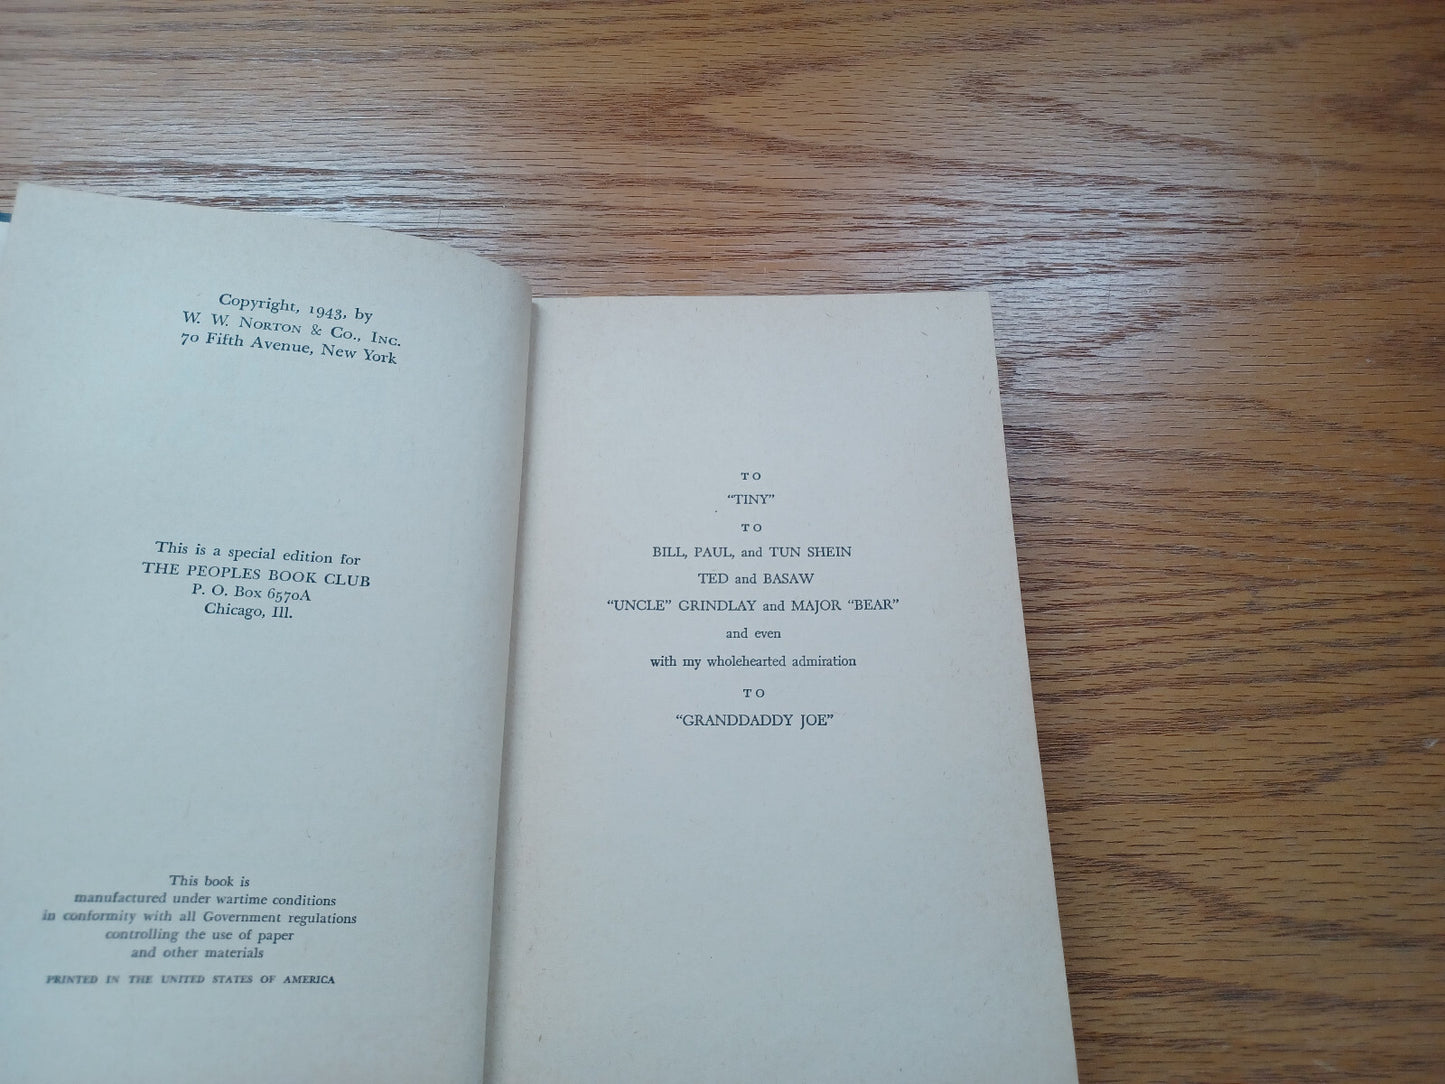 Copyright, 1943, by
W. W. NORTON & CO., INC.
70 Fifth Avenue, New York
This is a special edition for
THE PEOPLES BOOK CLUB
P. O. Box 6570A
Chicago, Ill.
This book is
manufactured under wartime conditions
in conformity with all Government regulations
controlling the use of paper
and other materials
PRINTED IN THE UNITED STATES OF AMERICA
TO
“TINY”
TO
BILL, PAUL, and TUN SHEIN
TED and BASAW
“UNCLE” GRINDLAY and MAJOR “BEAR”
and even
with my wholehearted admiration
TO
“GRANDDADDY JOE”